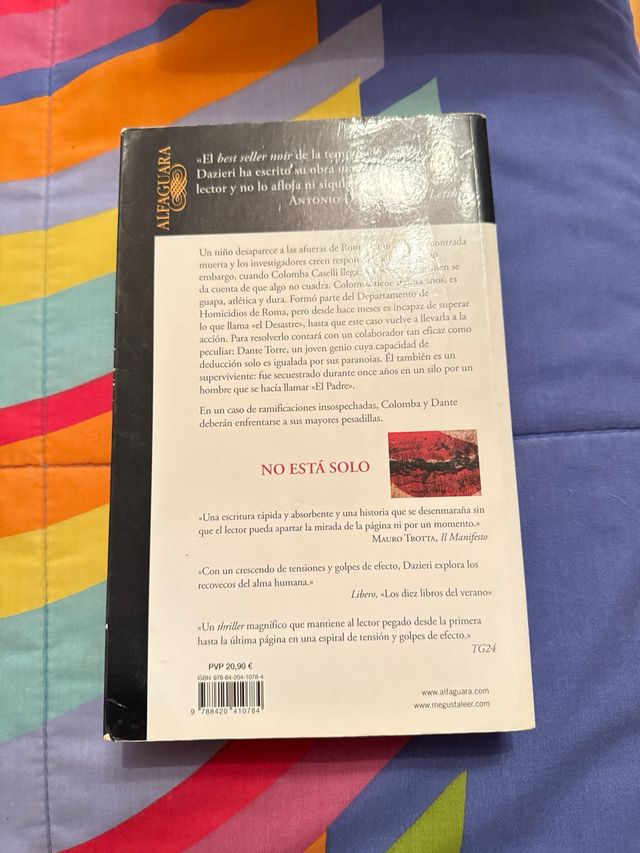 ALFAGUARA
«El best seller noir de la
Dazieri ha escrito su obra
lector y no lo afloja ni
ANTONIO
Un niño desaparece a las afueras de
muerta y los investigadores creen
embargo, cuando Colomba Caselli llega se
da cuenta de que algo no cuadra. años, es
guapa, atlética y dura. Formó parte del Departamento de
Homicidios de Roma, pero desde hace meses es incapaz de superar
lo que llama «el Desastre», hasta que este caso vuelve a llevarla a la
acción. Para resolverlo contará con un colaborador tan eficaz como
peculiar: Dante Torre, un joven genio cuya capacidad de
deducción solo es igualada por sus paranoias. Él también es un
superviviente: fue secuestrado durante once años en un silo por un
hombre que se hacía llamar «El Padre».
En un caso de ramificaciones insospechadas, Colomba y Dante
deberán enfrentarse a sus mayores pesadillas.
NO ESTÁ SOLO
«Una escritura rápida y absorbente y una historia que se desenmaraña sin
que el lector pueda apartar la mirada de la página ni por un momento.»
MAURO TROTTA, Il Manifesto
«Con un crescendo de tensiones y golpes de efecto, Dazieri explora los
recovecos del alma humana.»
Libero, «Los diez libros del verano»
«Un thriller magnífico que mantiene al lector pegado desde la primera
hasta la última página en una espiral de tensión y golpes de efecto.»
TG24
PVP 20,90 €
ISBN 978-84-204-1078-4
9 788420 410784
www.alfaguara.com
www.megustaleer.com